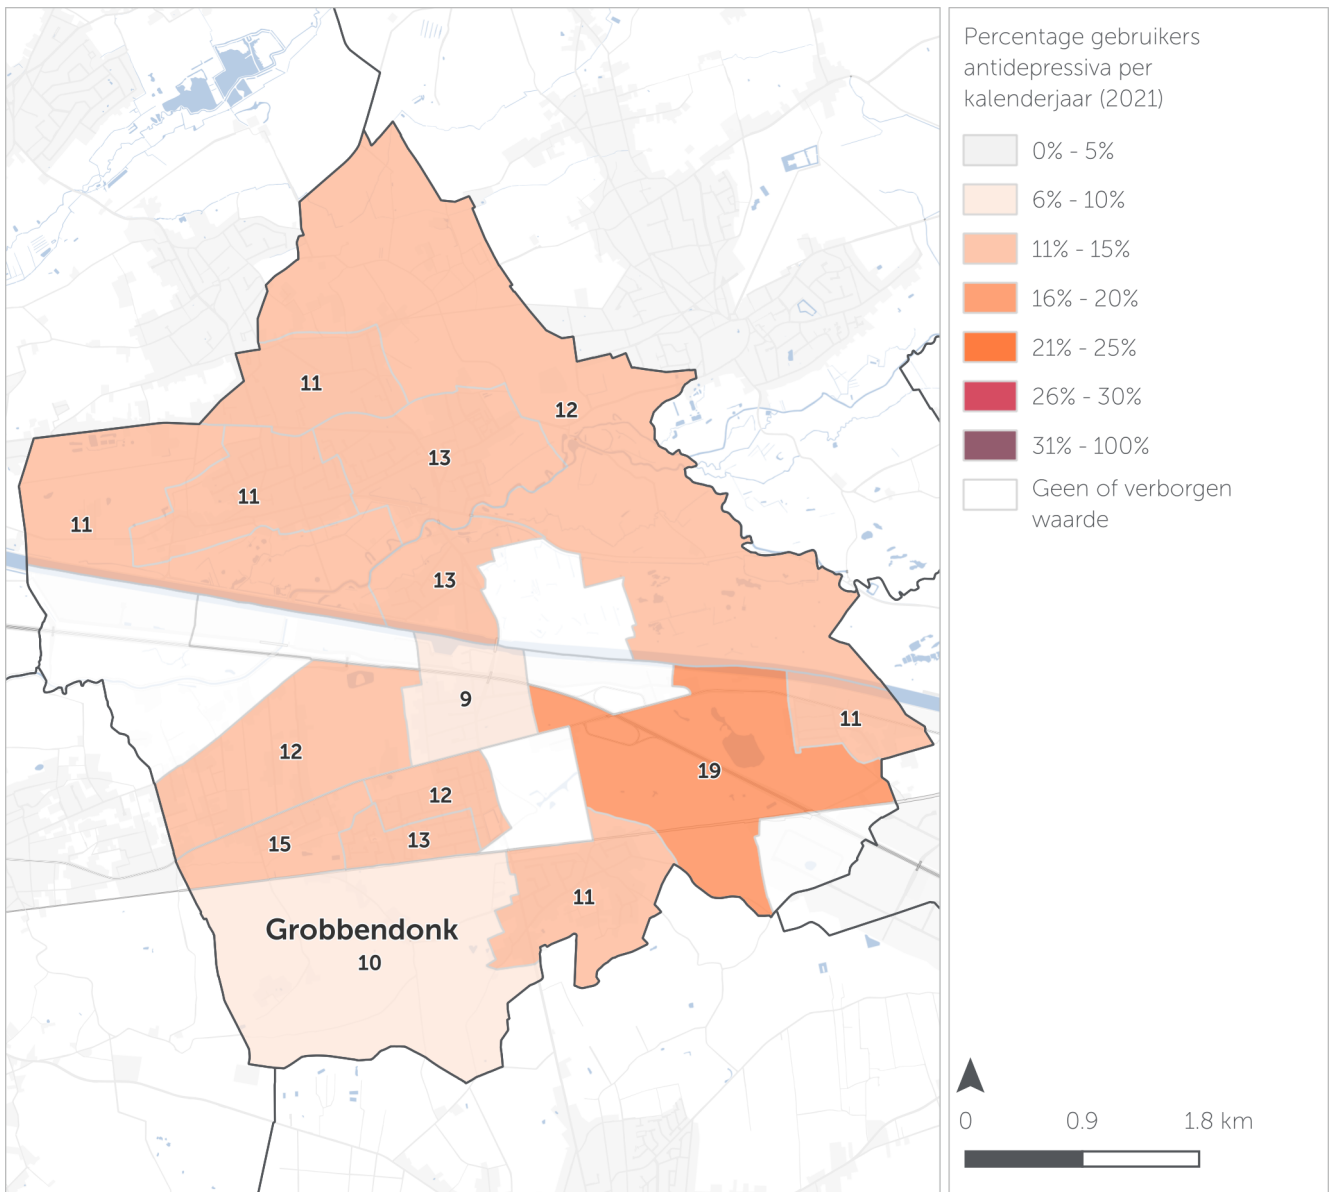 11
12
13
11
11
13
9
11
12
19
12
15
13
11
Grobbendonk
10
Percentage gebruikers
antidepressiva per
kalenderjaar (2021)
0% - 5%
6% - 10%
11% - 15%
16% - 20%
21% - 25%
26% - 30%
31% - 100%
Geen of verborgen
waarde
0 0.9 1.8 km